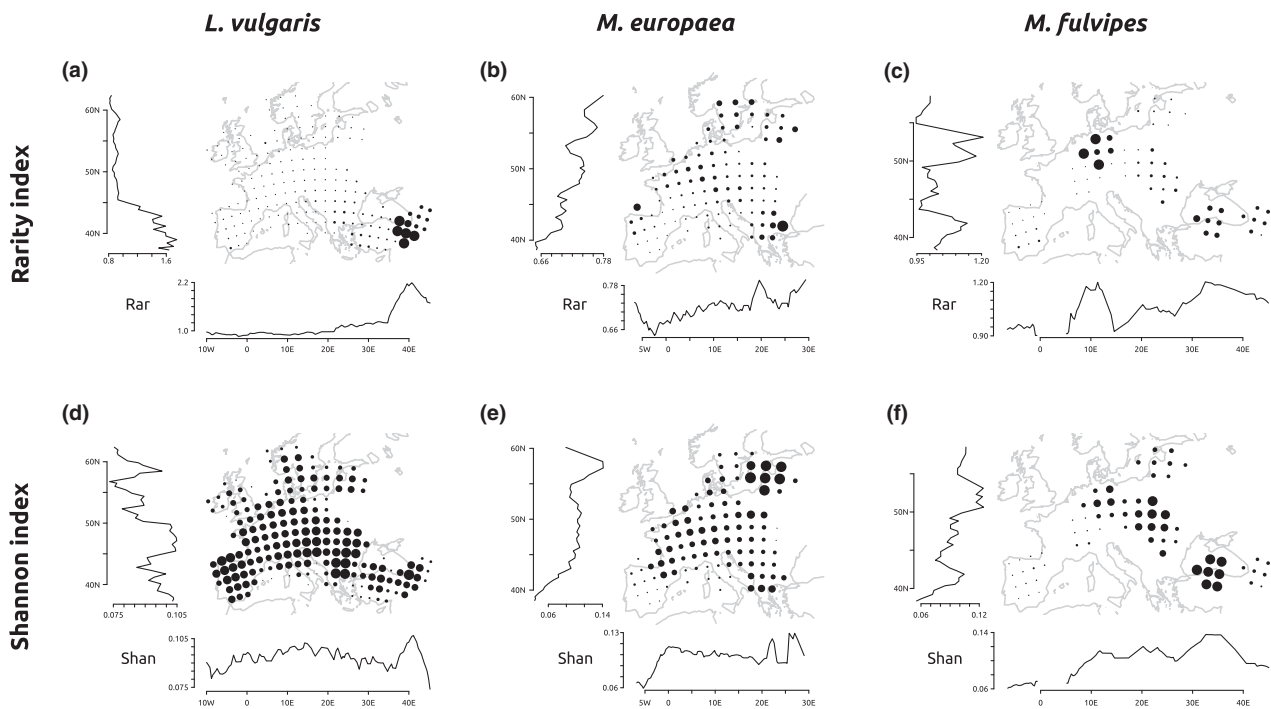 L. vulgaris
M. europaea
M. fulvipes
Rarity index
(a)
60N
50N
40N
0.8 1.6
Rar
2.2
1.0
10W 0 10E 20E 30E 40E
(b)
60N
50N
40N
0.66 0.78
Rar
0.78
0.66
5W 0 10E 20E 30E
(c)
50N
40N
0.95 1.20
Rar
1.20
0.90
0 10E 20E 30E 40E
Shannon index
(d)
60N
50N
40N
0.075 0.105
Shan
0.105
0.075
10W 0 10E 20E 30E 40E
(e)
60N
50N
40N
0.06 0.14
Shan
0.13
0.06
5W 0 10E 20E 30E
(f)
50N
40N
0.06 0.12
Shan
0.14
0.06
0 10E 20E 30E 40E